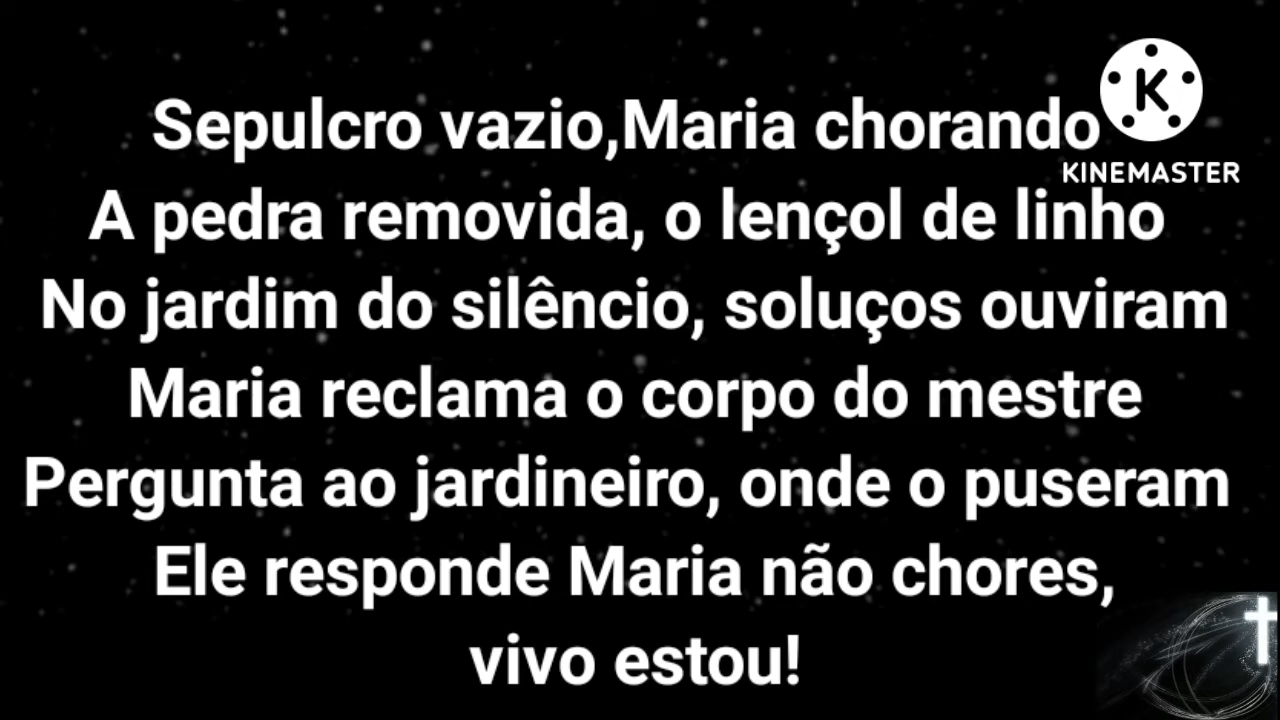 Sepulcro vazio,Maria chorando
K
KINEMASTER
A pedra removida, o lençol de linho
No jardim do silêncio, soluços ouviram
Maria reclama o corpo do mestre
Pergunta ao jardineiro, onde o puseram
Ele responde Maria não chores,
vivo estou!